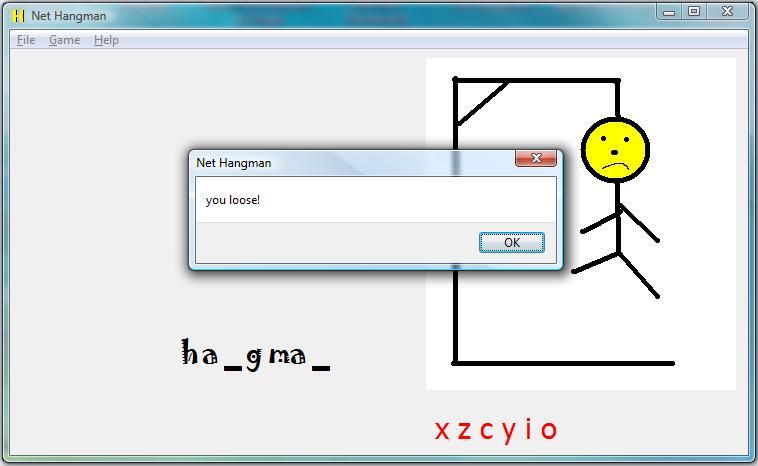 Net Hangman
File Game Help
Net Hangman
you loose!
OK
ha_gma_
x z c y i o